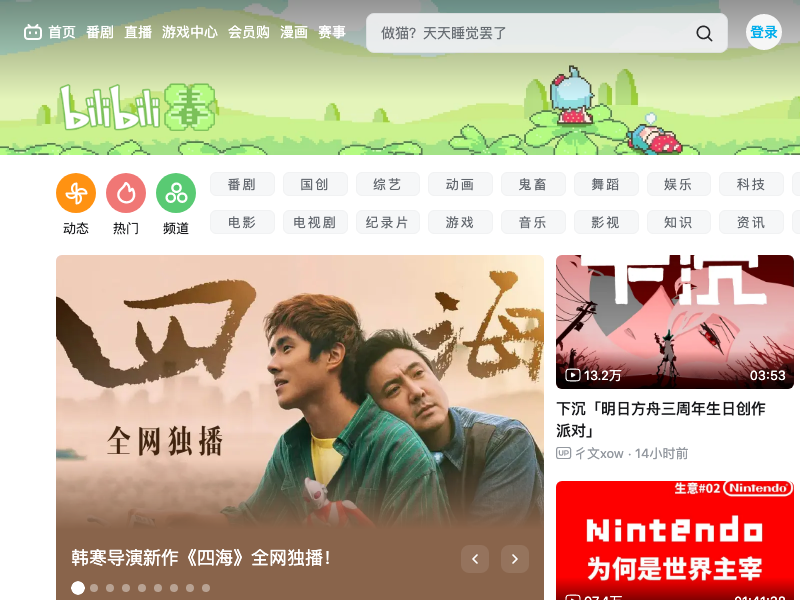 首页 番剧 直播 游戏中心 会员购 漫画 赛事
做猫? 天天睡觉罢了
登录
bilibili 春
番剧 国创 综艺 动画 鬼畜 舞蹈 娱乐 科技
动态 热门 频道
电影 电视剧 纪录片 游戏 音乐 影视 知识 资讯
四海
全网独播
韩寒导演新作《四海》全网独播!
下沉
13.2万 03:53
下沉「明日方舟三周年生日创作
派对」
UP 彳文xow · 14小时前
生意#02 Nintendo
Nintendo
为何是世界主宰